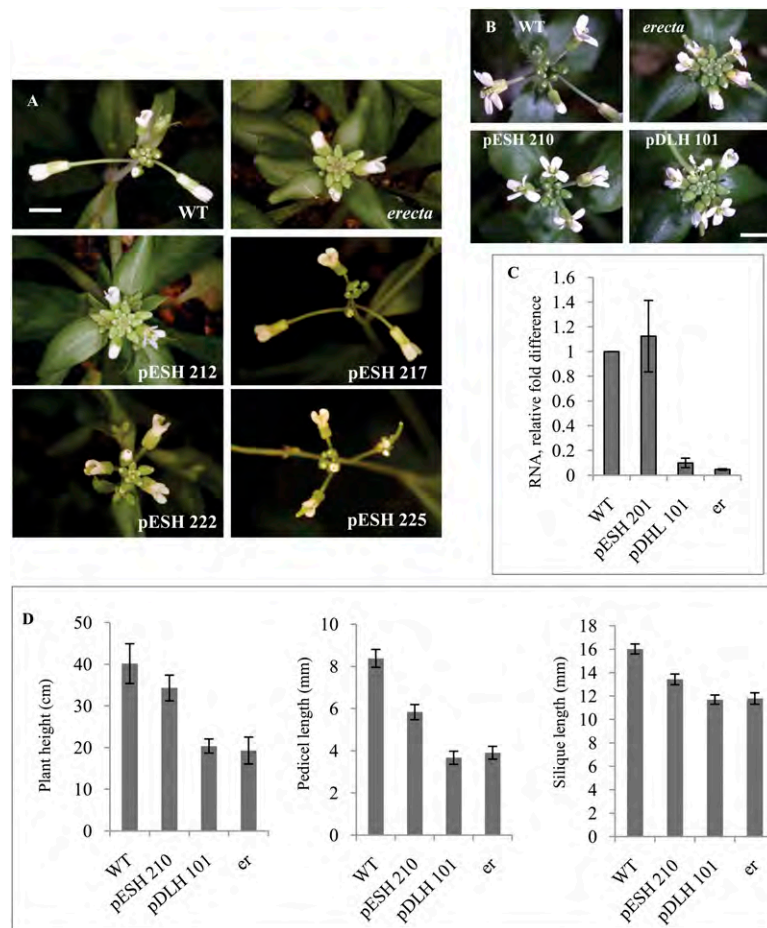 A
WT
erecta
pESH 212
pESH 217
pESH 222
pESH 225
B
WT
erecta
pESH 210
pDLH 101
C
RNA, relative fold difference
1.6
1.4
1.2
1
0.8
0.6
0.4
0.2
0
WT
pESH 201
pDHL 101
er
D
Plant height (cm)
50
40
30
20
10
0
WT
pESH 210
pDLH 101
er
Pedicel length (mm)
10
8
6
4
2
0
WT
pESH 210
pDLH 101
er
Silique length (mm)
18
16
14
12
10
8
6
4
2
0
WT
pESH 210
pDLH 101
er